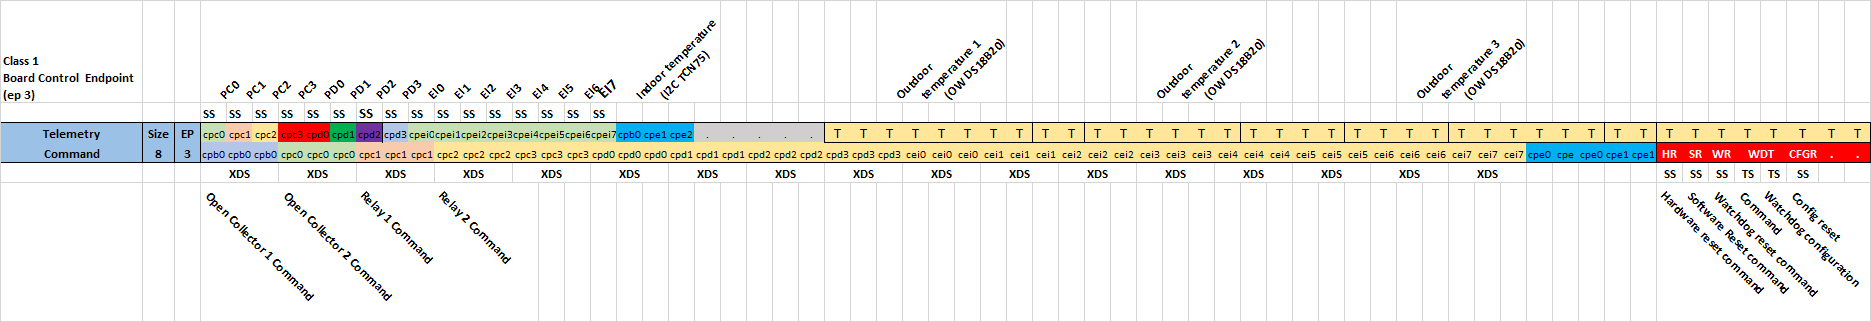 Class 1
Board Control Endpoint
(ep 3)
PC0
PC1
PC2
PC3
PD0
PD1
PD2
PD3
EI0
EI1
EI2
EI3
EI4
EI5
EI6
EI7
Indoor temperature
(I2C TCN75)
Outdoor
temperature 1
(OW DS18B20)
Outdoor
temperature 2
(OW DS18B20)
Outdoor
temperature 3
(OW DS18B20)
SS SS SS SS SS SS SS SS SS SS SS SS SS SS SS SS
Telemetry Size EP cpc0 cpc1 cpc2 cpc3 cpd0 cpd1 cpd2 cpd3 cpei0 cpei1 cpei2 cpei3 cpei4 cpei5 cpei6 cpei7 cpb0 cpe1 cpe2 . . . . . T T T T T T T T T T T T T T T T T T T T T T T T T T T T T T T T T T T T T T T T
Command 8 3 cpb0 cpb0 cpb0 cpc0 cpc0 cpc0 cpc1 cpc1 cpc1 cpc2 cpc2 cpc2 cpc3 cpc3 cpc3 cpd0 cpd0 cpd0 cpd1 cpd1 cpd1 cpd2 cpd2 cpd2 cpd3 cpd3 cpd3 cei0 cei0 cei0 cei1 cei1 cei1 cei2 cei2 cei2 cei3 cei3 cei3 cei4 cei4 cei4 cei5 cei5 cei5 cei6 cei6 cei6 cei7 cei7 cei7 cpe0 cpe cpe0 cpe1 cpe1 HR SR WR WDT CFGR . .
XDS XDS XDS XDS XDS XDS XDS XDS XDS XDS XDS XDS XDS XDS XDS XDS XDS SS SS SS TS TS SS
Open Collector 1 Command
Open Collector 2 Command
Relay 1 Command
Relay 2 Command
Hardware reset command
Software Reset command
Watchdog reset command
Command
Watchdog configuration
Config reset